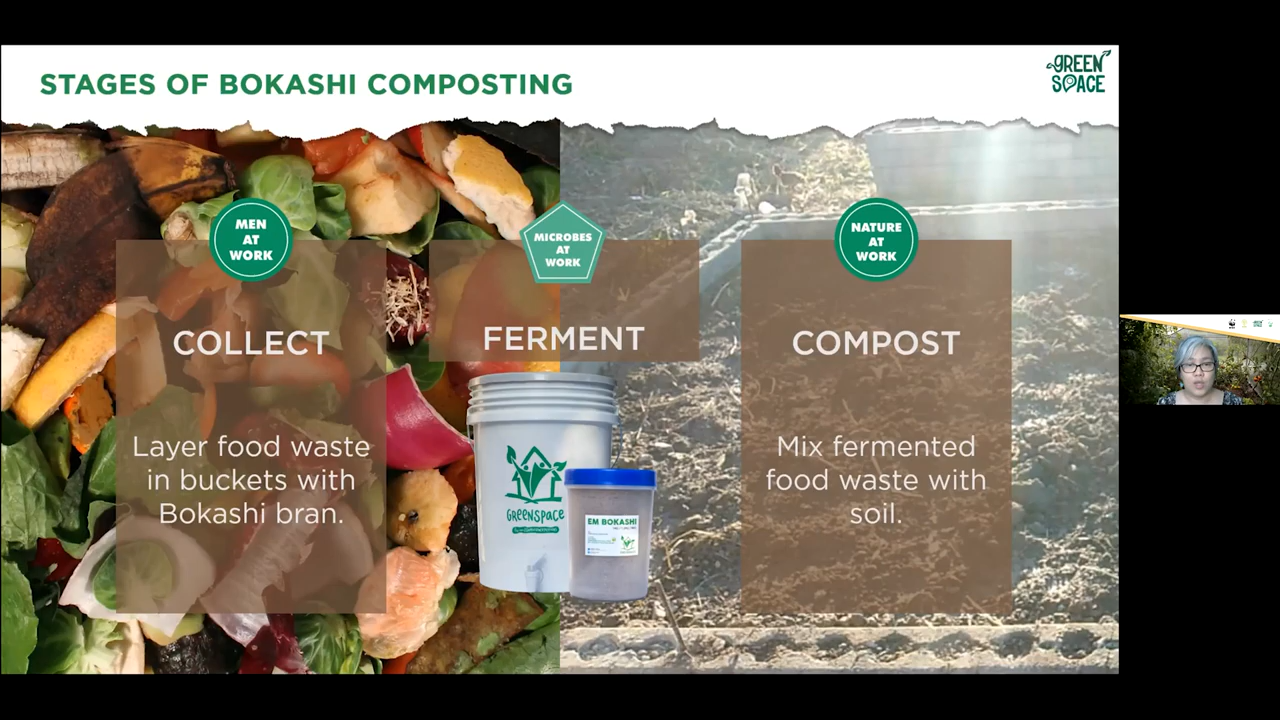 STAGES OF BOKASHI COMPOSTING
GREEN
SPACE
MEN
AT
WORK
MICROBES
AT
WORK
NATURE
AT
WORK
COLLECT
FERMENT
COMPOST
Layer food waste
in buckets with
Bokashi bran.
Mix fermented
food waste with
soil.
GREENSPACE
EM BOKASHI